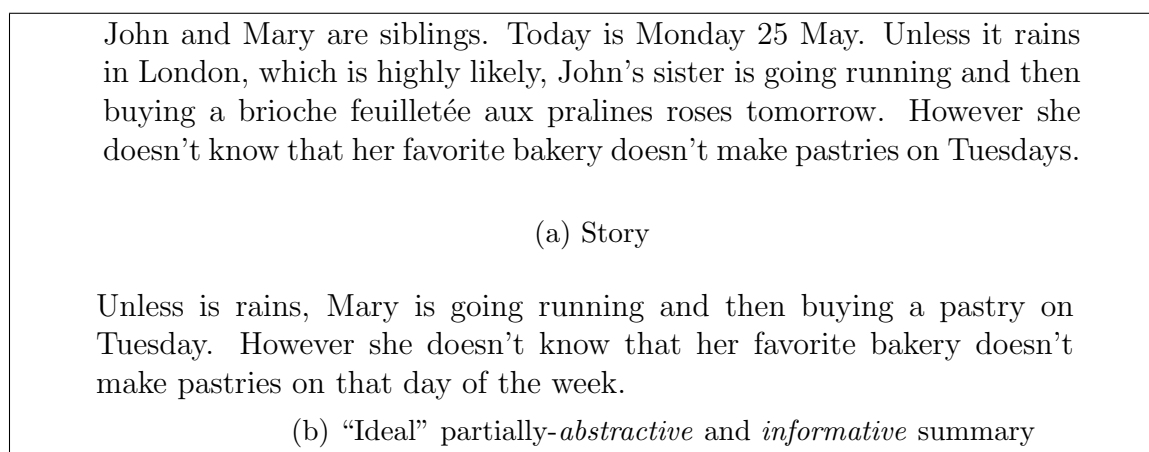 John and Mary are siblings. Today is Monday 25 May. Unless it rains
in London, which is highly likely, John's sister is going running and then
buying a brioche feuilletée aux pralines roses tomorrow. However she
doesn't know that her favorite bakery doesn't make pastries on Tuesdays.
(a) Story
Unless is rains, Mary is going running and then buying a pastry on
Tuesday. However she doesn't know that her favorite bakery doesn't
make pastries on that day of the week.
(b) “Ideal” partially-abstractive and informative summary